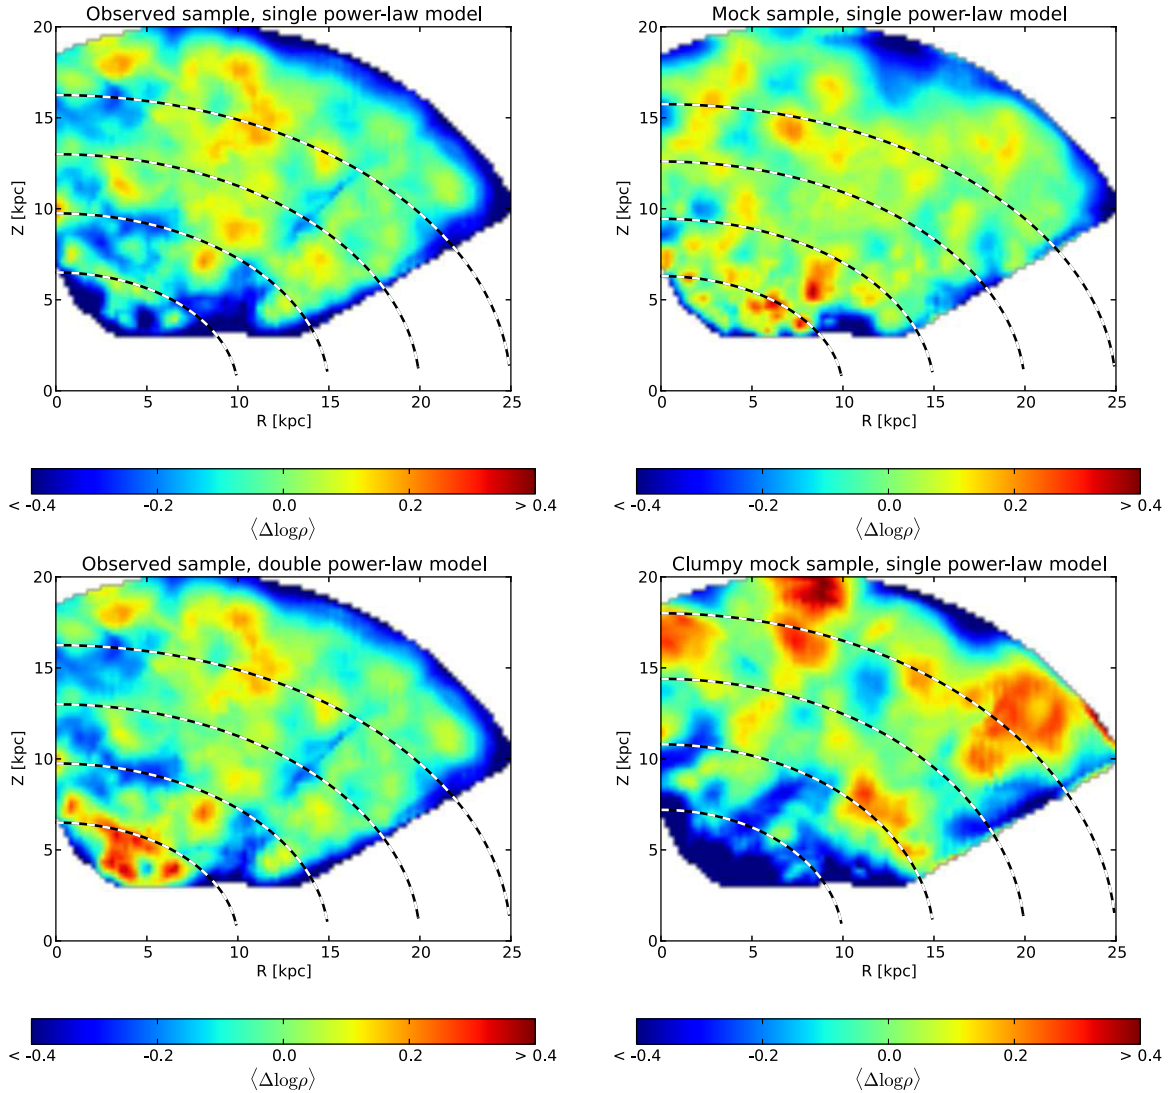 Observed sample, single power-law model
20
15
10
5
0
Z [kpc]
0 5 10 15 20 25
R [kpc]
< -0.4 -0.2 0.0 0.2 > 0.4
⟨Δlogρ⟩
Mock sample, single power-law model
20
15
10
5
0
Z [kpc]
0 5 10 15 20 25
R [kpc]
< -0.4 -0.2 0.0 0.2 > 0.4
⟨Δlogρ⟩
Observed sample, double power-law model
20
15
10
5
0
Z [kpc]
0 5 10 15 20 25
R [kpc]
< -0.4 -0.2 0.0 0.2 > 0.4
⟨Δlogρ⟩
Clumpy mock sample, single power-law model
20
15
10
5
0
Z [kpc]
0 5 10 15 20 25
R [kpc]
< -0.4 -0.2 0.0 0.2 > 0.4
⟨Δlogρ⟩